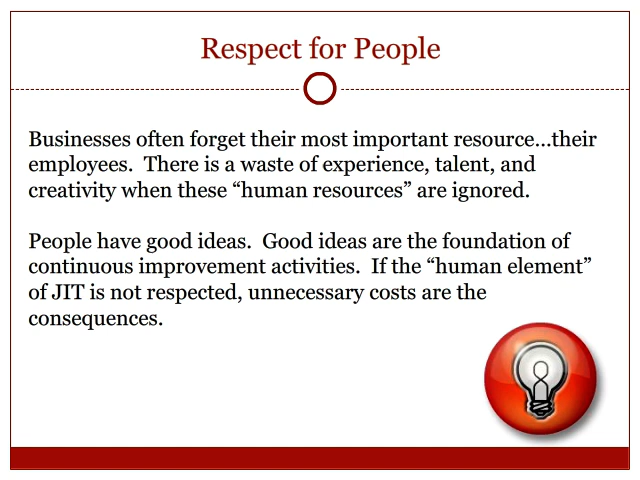 Respect for People
Businesses often forget their most important resource...their
employees.  There is a waste of experience, talent, and
creativity when these “human resources” are ignored.
People have good ideas.  Good ideas are the foundation of
continuous improvement activities.  If the “human element”
of JIT is not respected, unnecessary costs are the
consequences.